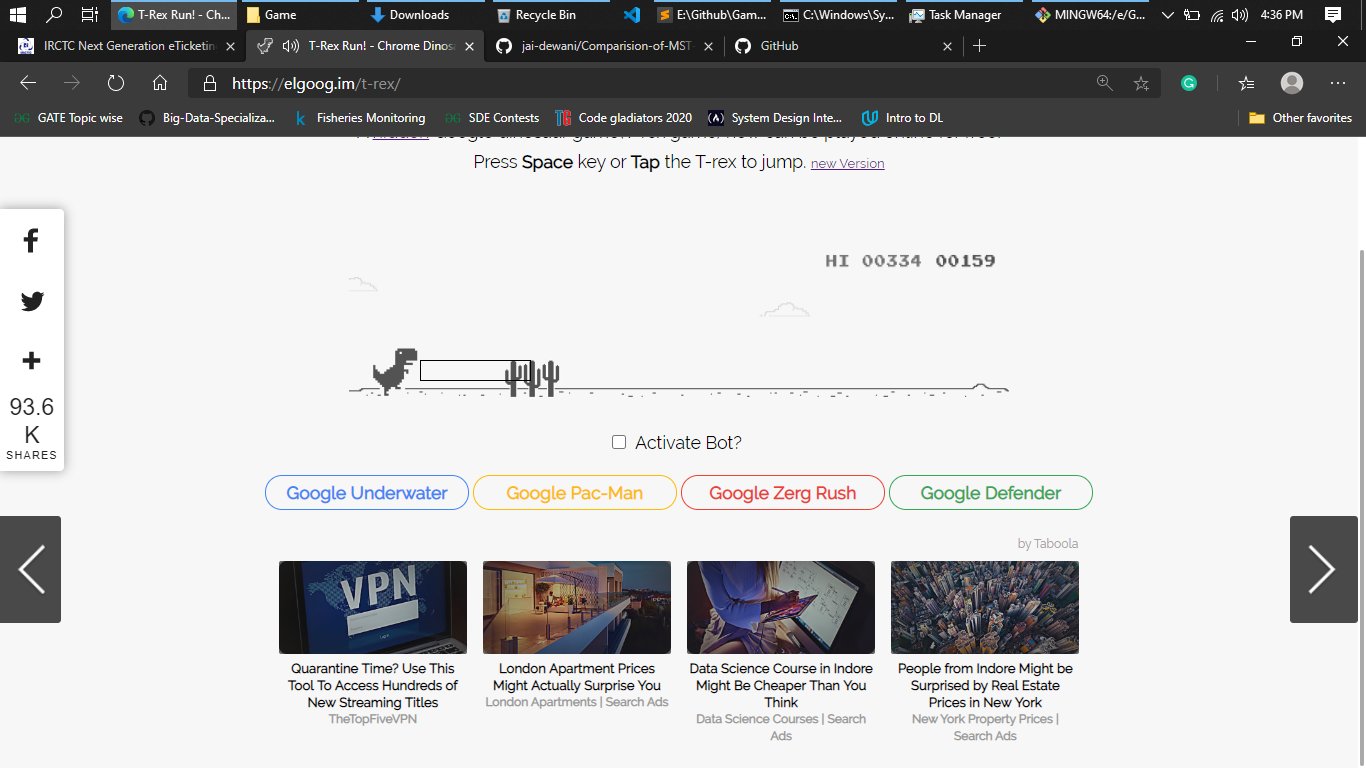 T-Rex Run! - Ch...
Game
Downloads
Recycle Bin
E:\Github\Gam...
C:\Windows\Sy...
Task Manager
MINGW64:/e/G...
4:36 PM
IRCTC Next Generation eTicketin
T-Rex Run! - Chrome Dinosa
jai-dewani/Comparision-of-MST-
GitHub
https://elgoog.im/t-rex/
GATE Topic wise
Big-Data-Specializa...
Fisheries Monitoring
SDE Contests
Code gladiators 2020
System Design Inte...
Intro to DL
Other favorites
Press Space key or Tap the T-rex to jump. new Version
HI 00334 00159
93.6
K
SHARES
Activate Bot?
Google Underwater
Google Pac-Man
Google Zerg Rush
Google Defender
by Taboola
VPN
Quarantine Time? Use This
Tool To Access Hundreds of
New Streaming Titles
TheTopFiveVPN
London Apartment Prices
Might Actually Surprise You
London Apartments | Search Ads
Data Science Course in Indore
Might Be Cheaper Than You
Think
Data Science Courses | Search
Ads
People from Indore Might be
Surprised by Real Estate
Prices in New York
New York Property Prices |
Search Ads